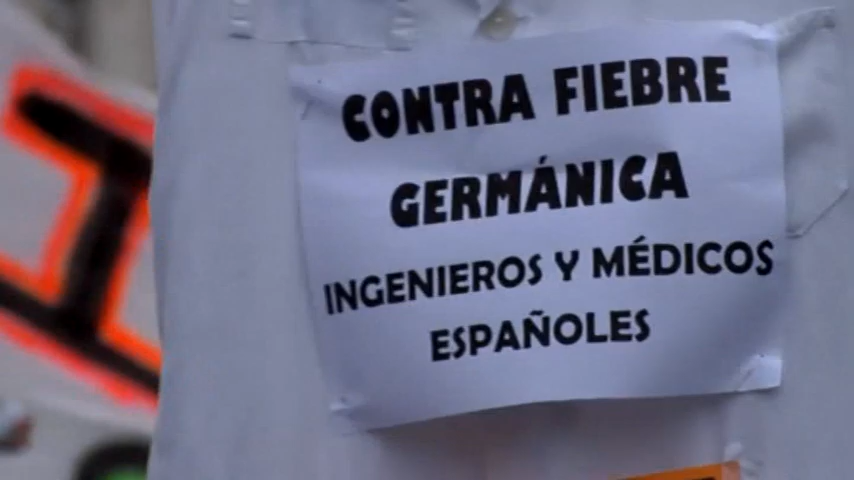 CONTRA FIEBRE
GERMÁNICA
INGENIEROS Y MÉDICOS
ESPAÑOLES